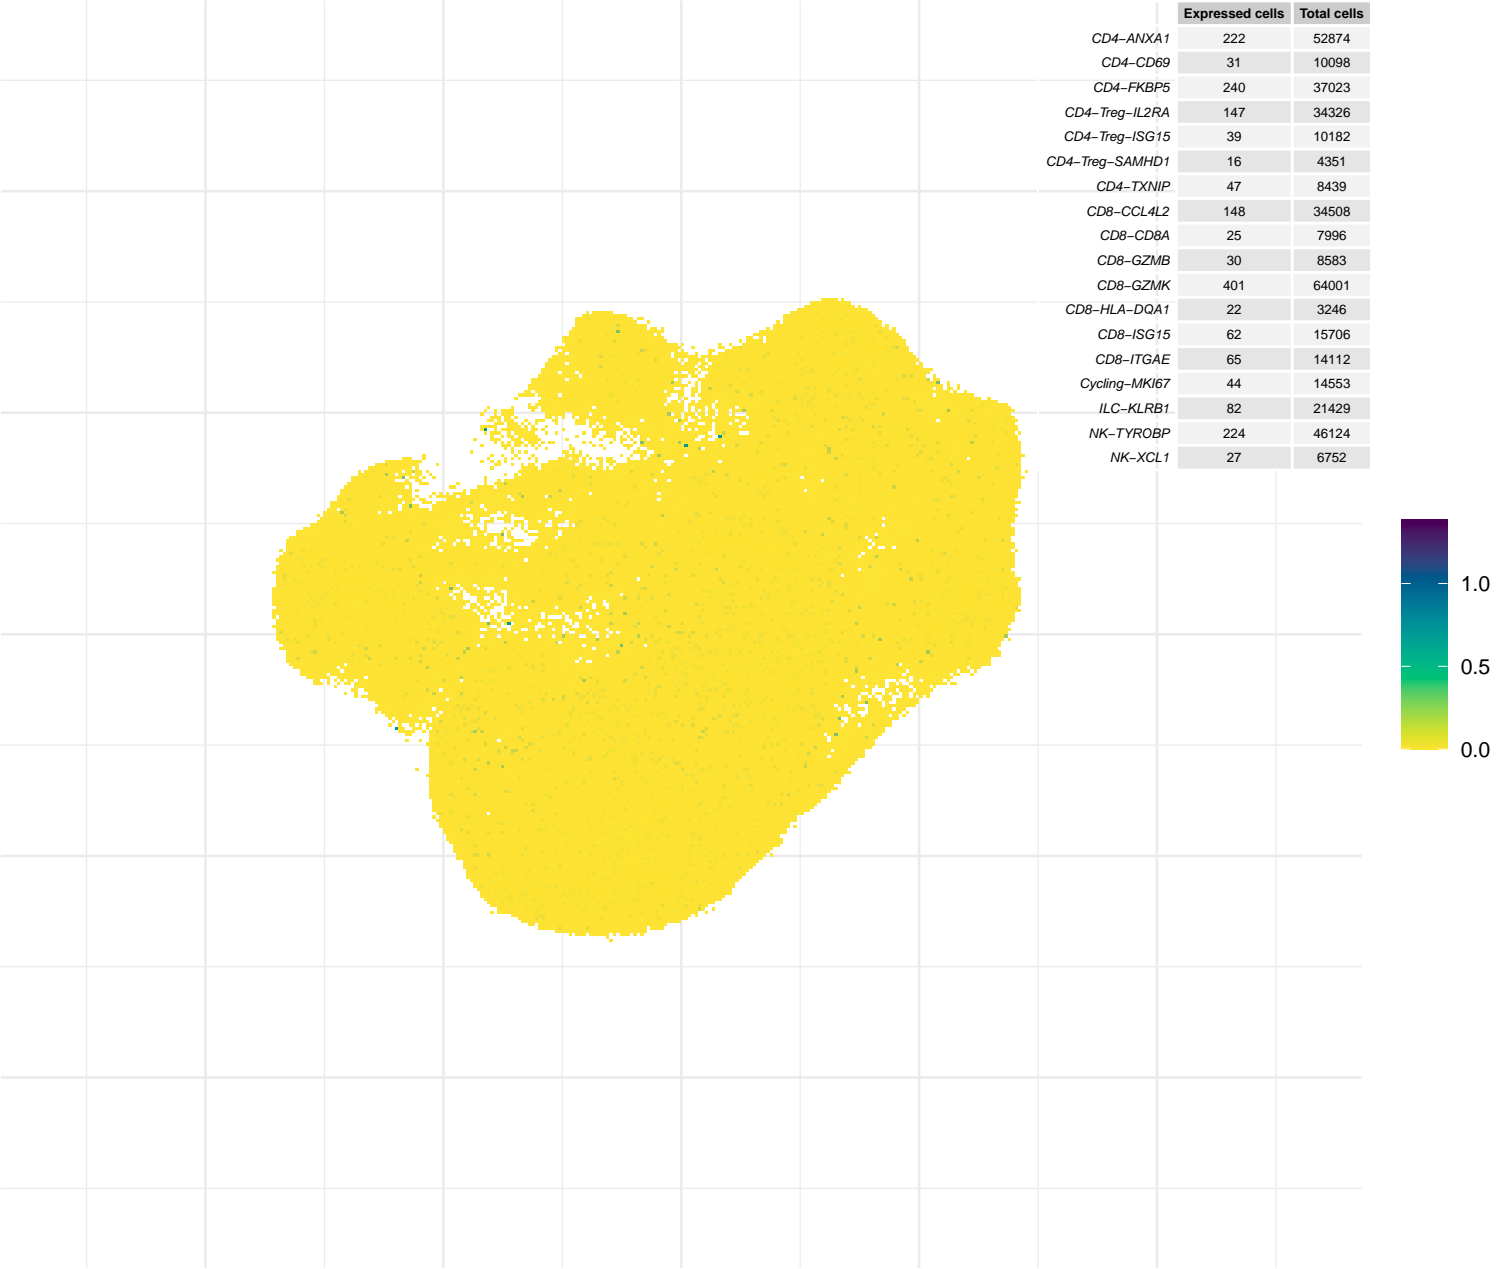 Expressed cells Total cells
CD4−ANXA1 222 52874
CD4−CD69 31 10098
CD4−FKBP5 240 37023
CD4−Treg−IL2RA 147 34326
CD4−Treg−ISG15 39 10182
CD4−Treg−SAMHD1 16 4351
CD4−TXNIP 47 8439
CD8−CCL4L2 148 34508
CD8−CD8A 25 7996
CD8−GZMB 30 8583
CD8−GZMK 401 64001
CD8−HLA−DQA1 22 3246
CD8−ISG15 62 15706
CD8−ITGAE 65 14112
Cycling−MKI67 44 14553
ILC−KLRB1 82 21429
NK−TYROBP 224 46124
NK−XCL1 27 6752
1.0
0.5
0.0